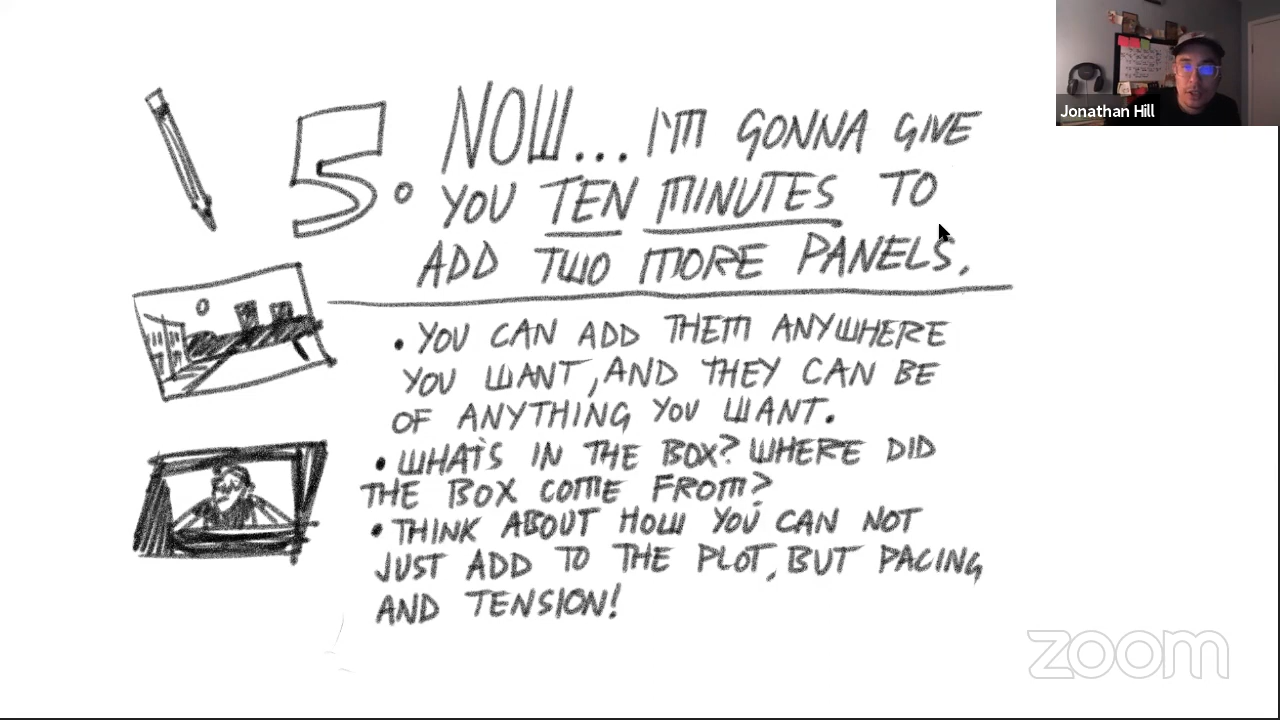 5. NOW... I'M GONNA GIVE
YOU TEN MINUTES TO
ADD TWO MORE PANELS.
• YOU CAN ADD THEM ANYWHERE
YOU WANT, AND THEY CAN BE
OF ANYTHING YOU WANT.
• WHAT'S IN THE BOX? WHERE DID
THE BOX COME FROM?
• THINK ABOUT HOW YOU CAN NOT
JUST ADD TO THE PLOT, BUT PACING
AND TENSION!
Jonathan Hill
zoom